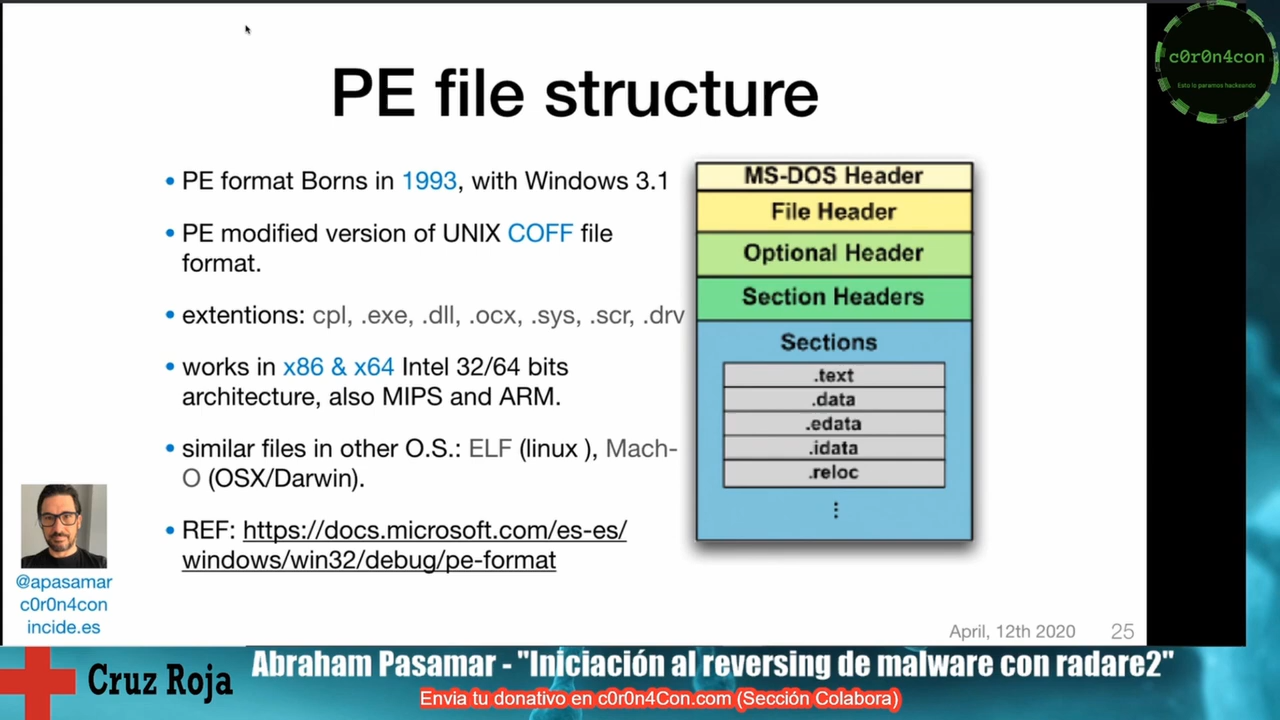 c0r0n4con
Esto lo paramos hackeando
PE file structure
• PE format Borns in 1993, with Windows 3.1
• PE modified version of UNIX COFF file
format.
• extentions: cpl, .exe, .dll, .ocx, .sys, .scr, .drv
• works in x86 & x64 Intel 32/64 bits
architecture, also MIPS and ARM.
• similar files in other O.S.: ELF (linux ), Mach-
O (OSX/Darwin).
• REF: https://docs.microsoft.com/es-es/
windows/win32/debug/pe-format
MS-DOS Header
File Header
Optional Header
Section Headers
Sections
.text
.data
.edata
.idata
.reloc
⋮
@apasamar
c0r0n4con
incide.es
April, 12th 2020
25
Cruz Roja
Abraham Pasamar - "Iniciación al reversing de malware con radare2"
Envia tu donativo en c0r0n4Con.com (Sección Colabora)